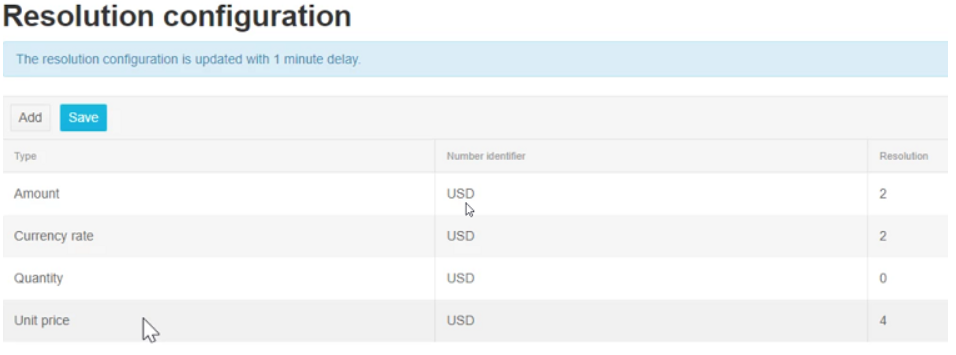 Resolution configuration
The resolution configuration is updated with 1 minute delay.
Add Save
Type Number identifier Resolution
Amount USD 2
Currency rate USD 2
Quantity USD 0
Unit price USD 4